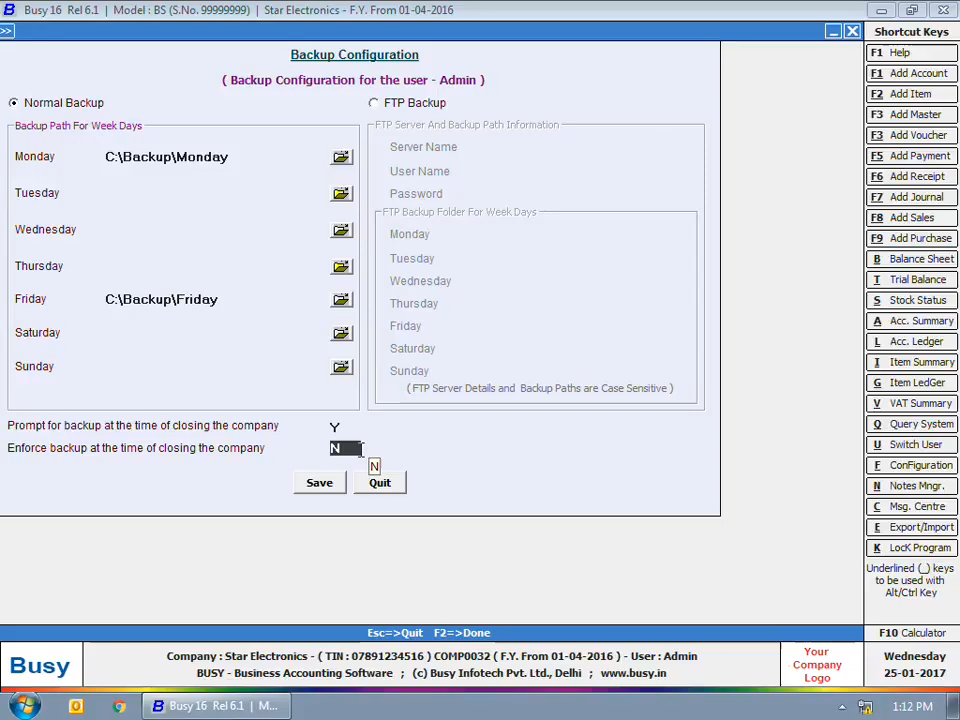 Busy 16 Rel 6.1 | Model : BS (S.No. 99999999) | Star Electronics - F.Y. From 01-04-2016
>>
Backup Configuration
( Backup Configuration for the user - Admin )
Normal Backup
FTP Backup
Backup Path For Week Days
Monday C:\Backup\Monday
Tuesday
Wednesday
Thursday
Friday C:\Backup\Friday
Saturday
Sunday
FTP Server And Backup Path Information
Server Name
User Name
Password
FTP Backup Folder For Week Days
Monday
Tuesday
Wednesday
Thursday
Friday
Saturday
Sunday
( FTP Server Details and Backup Paths are Case Sensitive )
Prompt for backup at the time of closing the company Y
Enforce backup at the time of closing the company N
N
Save Quit
Shortcut Keys
F1 Help
F1 Add Account
F2 Add Item
F3 Add Master
F3 Add Voucher
F5 Add Payment
F6 Add Receipt
F7 Add Journal
F8 Add Sales
F9 Add Purchase
B Balance Sheet
T Trial Balance
S Stock Status
A Acc. Summary
L Acc. Ledger
I Item Summary
G Item LedGer
V VAT Summary
Q Query System
U Switch User
F Configuration
N Notes Mngr.
C Msg. Centre
E Export/Import
K LocK Program
Underlined (_) keys
to be used with
Alt/Ctrl Key
Esc=>Quit F2=>Done
F10 Calculator
Busy
Company : Star Electronics - ( TIN : 07891234516 ) COMP0032 ( F.Y. From 01-04-2016 ) - User : Admin
BUSY - Business Accounting Software ; (c) Busy Infotech Pvt. Ltd., Delhi ; www.busy.in
Your
Company
Logo
Wednesday
25-01-2017
Busy 16 Rel 6.1 | M...
1:12 PM